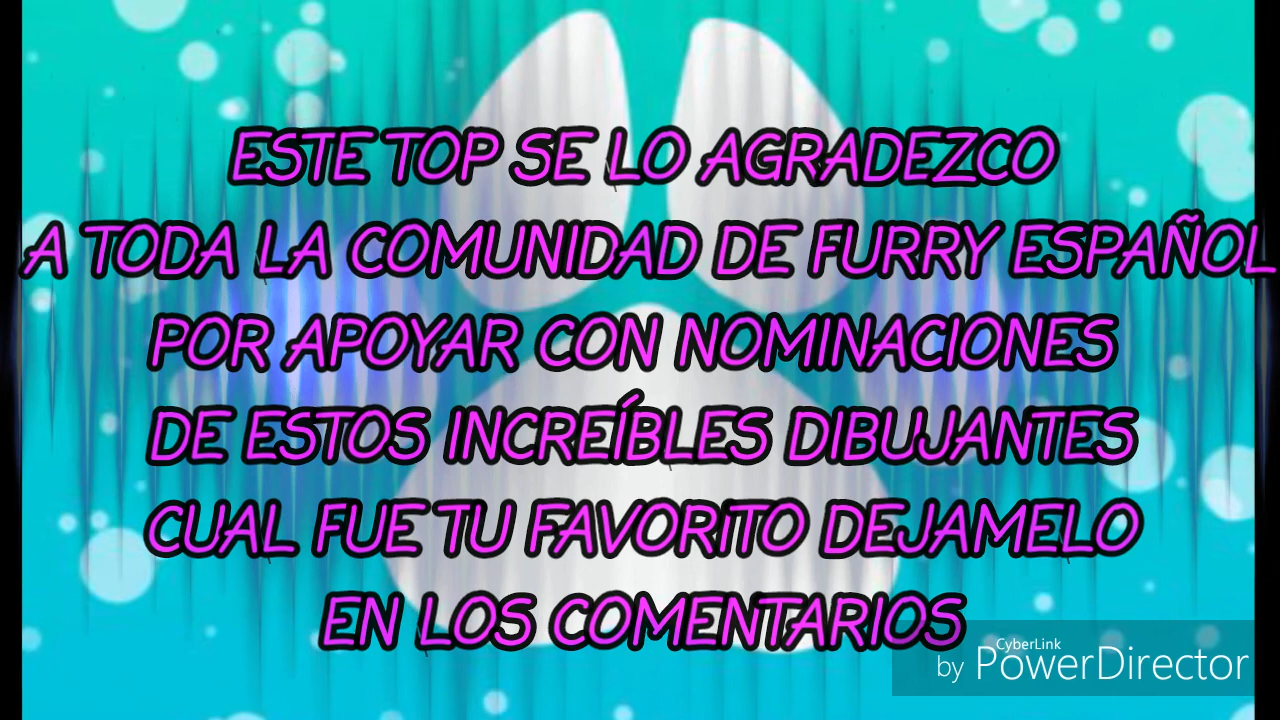 ESTE TOP SE LO AGRADEZCO
A TODA LA COMUNIDAD DE FURRY ESPAÑOL
POR APOYAR CON NOMINACIONES
DE ESTOS INCREÍBLES DIBUJANTES
CUAL FUE TU FAVORITO DEJAMELO
EN LOS COMENTARIOS
CyberLink
by PowerDirector